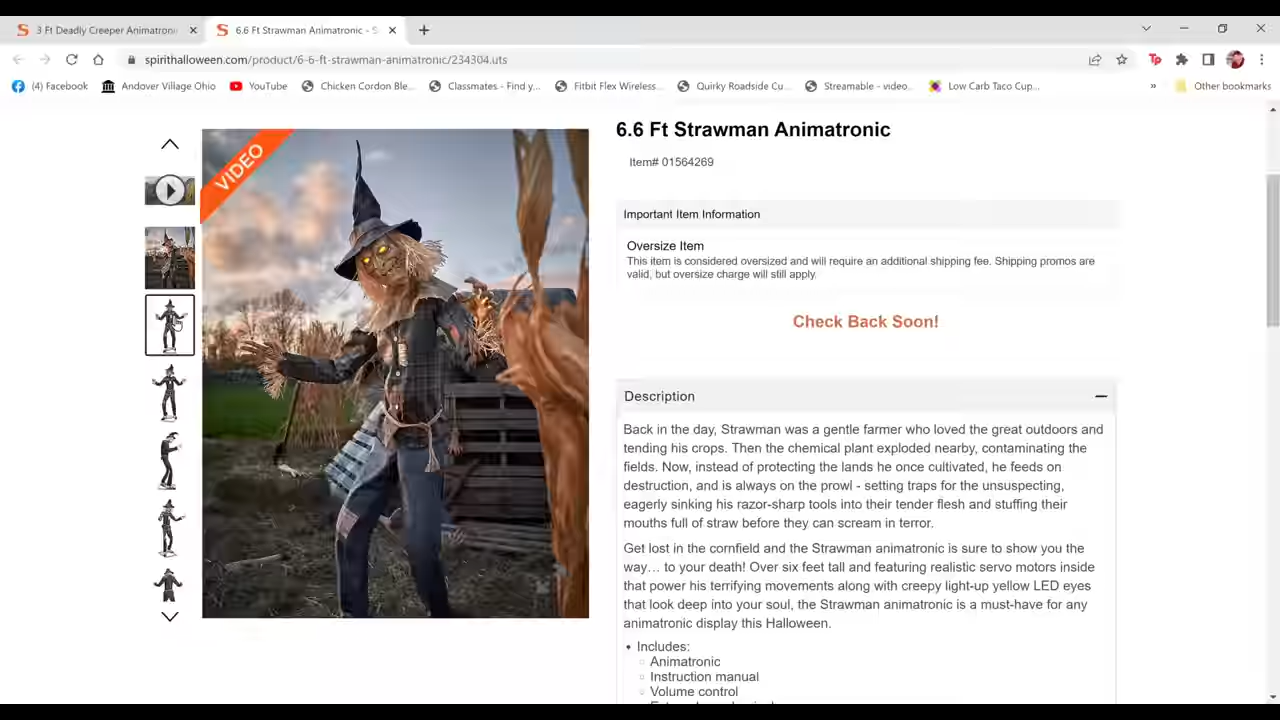 3 Ft Deadly Creeper Animatroni
6.6 Ft Strawman Animatronic - S
spirithalloween.com/product/6-6-ft-strawman-animatronic/234304.uts
(4) Facebook
Andover Village Ohio
YouTube
Chicken Cordon Ble...
Classmates. - Find y...
Fitbit Flex Wireless...
Quirky Roadside Cu...
Streamable - video...
Low Carb Taco Cup...
»
Other bookmarks
VIDEO
6.6 Ft Strawman Animatronic
Item# 01564269
Important Item Information
Oversize Item
This item is considered oversized and will require an additional shipping fee. Shipping promos are
valid, but oversize charge will still apply.
Check Back Soon!
Description
Back in the day, Strawman was a gentle farmer who loved the great outdoors and
tending his crops. Then the chemical plant exploded nearby, contaminating the
fields. Now, instead of protecting the lands he once cultivated, he feeds on
destruction, and is always on the prowl - setting traps for the unsuspecting,
eagerly sinking his razor-sharp tools into their tender flesh and stuffing their
mouths full of straw before they can scream in terror.
Get lost in the cornfield and the Strawman animatronic is sure to show you the
way… to your death! Over six feet tall and featuring realistic servo motors inside
that power his terrifying movements along with creepy light-up yellow LED eyes
that look deep into your soul, the Strawman animatronic is a must-have for any
animatronic display this Halloween.
Includes:
Animatronic
Instruction manual
Volume control